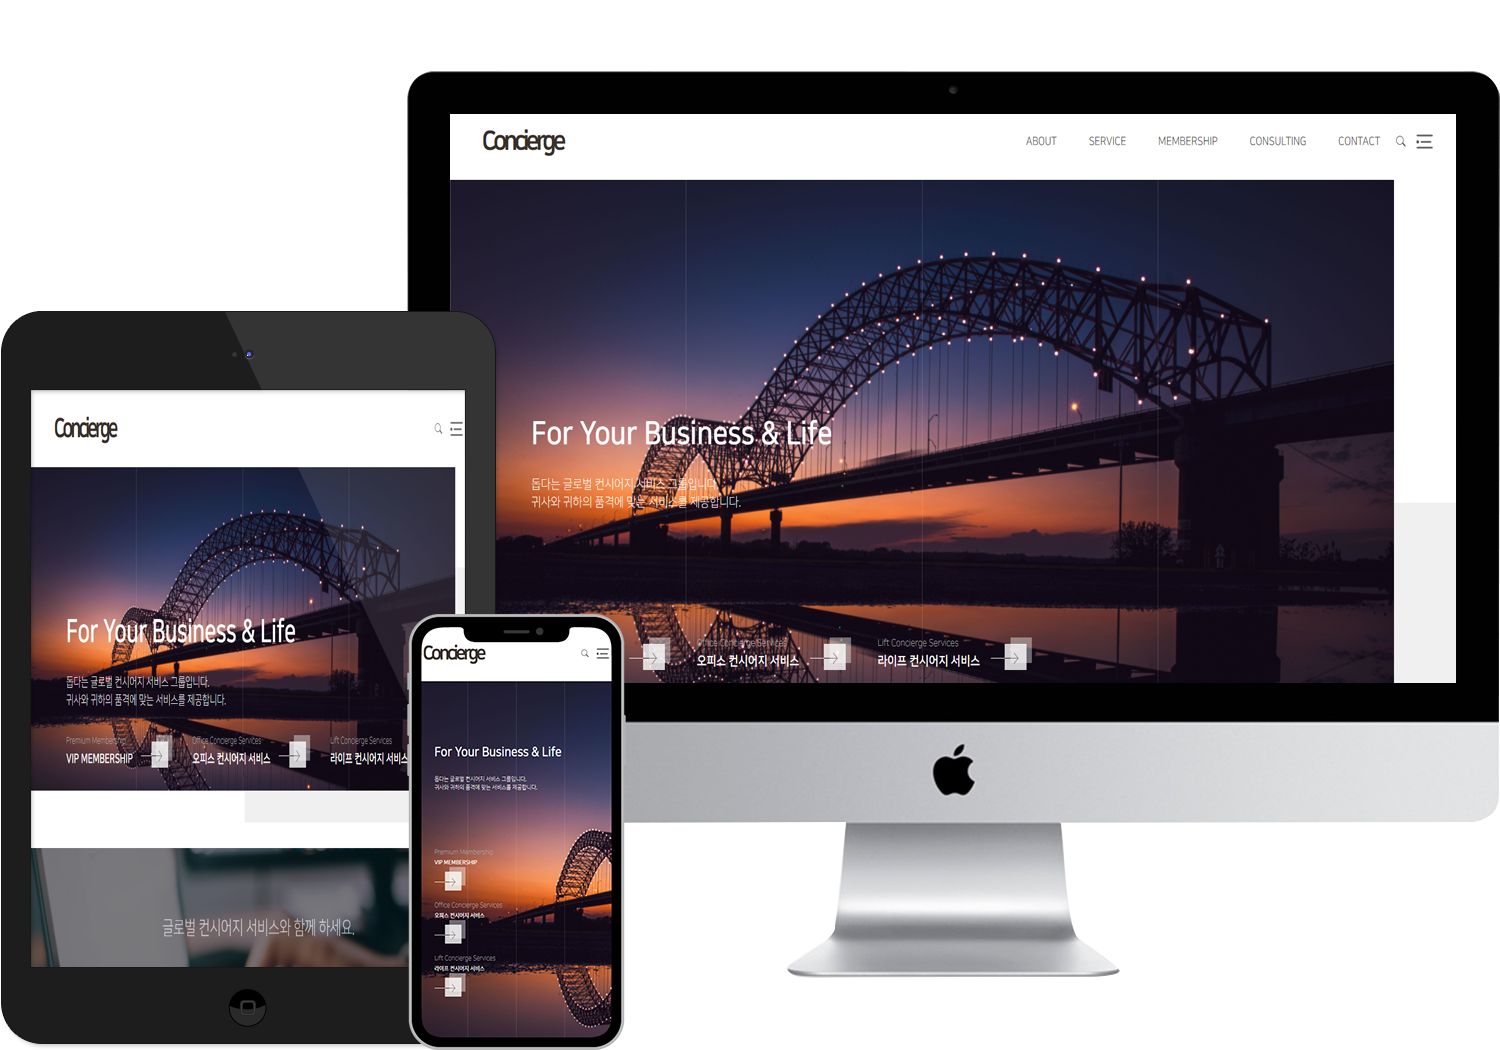 Concierge
ABOUT SERVICE MEMBERSHIP CONSULTING CONTACT
For Your Business & Life
돕다는 글로벌 컨시어지 서비스 그룹입니다.
귀사와 귀하의 품격에 맞는 서비스를 제공합니다.
Office Concierge Services
오피스 컨시어지 서비스
Lift Concierge Services
라이프 컨시어지 서비스
Concierge
For Your Business & Life
돕다는 글로벌 컨시어지 서비스 그룹입니다.
귀사와 귀하의 품격에 맞는 서비스를 제공합니다.
Premium Membership
VIP MEMBERSHIP
Office Concierge Services
오피스 컨시어지 서비스
Lift Concierge Services
라이프 컨시어지 서비스
글로벌 컨시어지 서비스와 함께 하세요.
Concierge
For Your Business & Life
돕다는 글로벌 컨시어지 서비스 그룹입니다.
귀사와 귀하의 품격에 맞는 서비스를 제공합니다.
Premium Membership
VIP MEMBERSHIP
Office Concierge Services
오피스 컨시어지 서비스
Lift Concierge Services
라이프 컨시어지 서비스